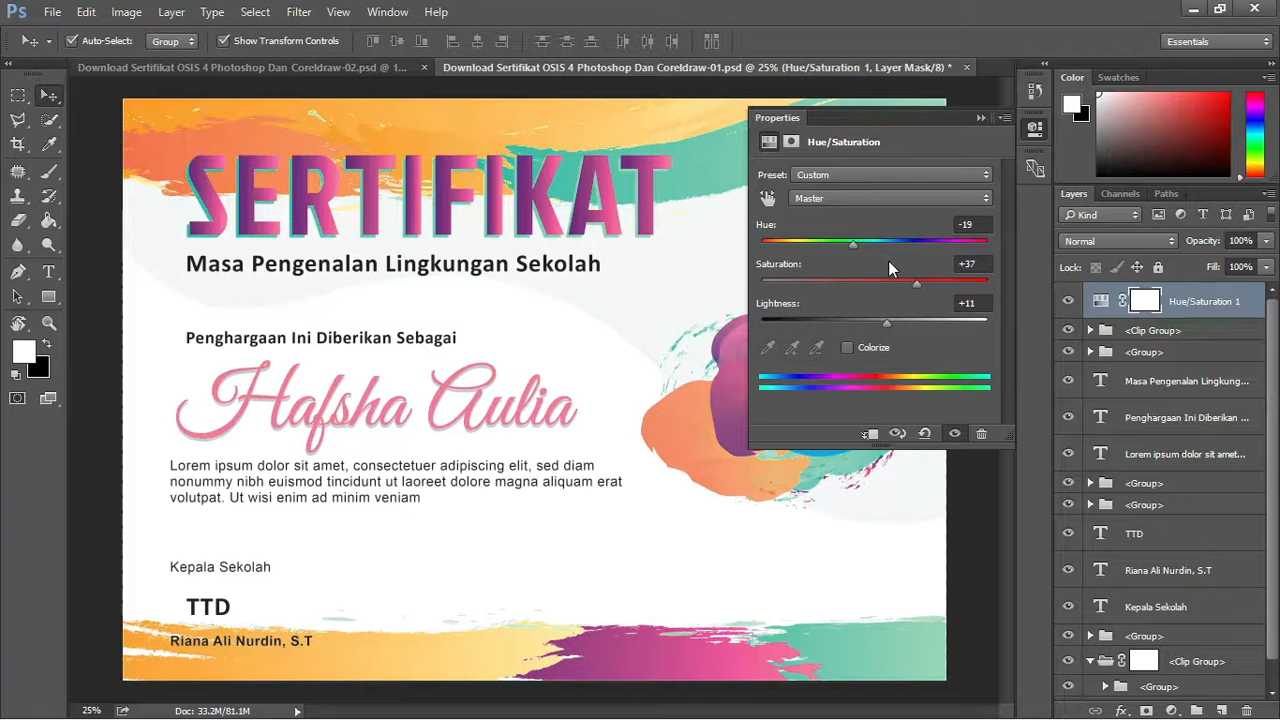 Ps File Edit Image Layer Type Select Filter View Window Help
Auto-Select: Group Show Transform Controls Essentials
Download Sertifikat OSIS 4 Photoshop Dan Coreldraw-02.psd @ 1... × Download Sertifikat OSIS 4 Photoshop Dan Coreldraw-01.psd @ 25% (Hue/Saturation 1, Layer Mask/8) * ×
SERTIFIKAT
Masa Pengenalan Lingkungan Sekolah
Penghargaan Ini Diberikan Sebagai
Hafsha Aulia
Lorem ipsum dolor sit amet, consectetuer adipiscing elit, sed diam
nonummy nibh euismod tincidunt ut laoreet dolore magna aliquam erat
volutpat. Ut wisi enim ad minim veniam
Kepala Sekolah
TTD
Riana Ali Nurdin, S.T
Properties
Hue/Saturation
Preset: Custom
Master
Hue: -19
Saturation: +37
Lightness: +11
Colorize
Color Swatches
Layers Channels Paths
Kind
Normal Opacity: 100%
Lock: Fill: 100%
Hue/Saturation 1
<Clip Group>
<Group>
Masa Pengenalan Lingkung...
Penghargaan Ini Diberikan ...
Lorem ipsum dolor sit amet...
<Group>
<Group>
TTD
Riana Ali Nurdin, S.T
Kepala Sekolah
<Group>
<Clip Group>
<Group>
25% Doc: 33.2M/81.1M